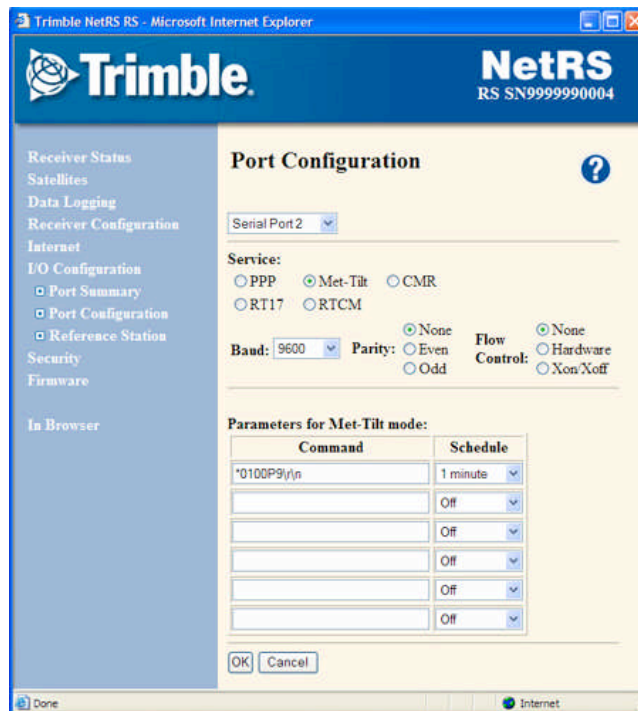 Trimble NetRS RS - Microsoft Internet Explorer
Trimble.
NetRS
RS SN9999990004
Receiver Status
Satellites
Data Logging
Receiver Configuration
Internet
I/O Configuration
Port Summary
Port Configuration
Reference Station
Security
Firmware
In Browser
Port Configuration
?
Serial Port 2
Service:
PPP Met-Tilt CMR
RT17 RTCM
Baud: 9600 Parity: None Even Odd Flow Control: None Hardware Xon/Xoff
Parameters for Met-Tilt mode:
Command Schedule
*0100P9\r\n 1 minute
Off
Off
Off
Off
Off
OK Cancel
Done Internet